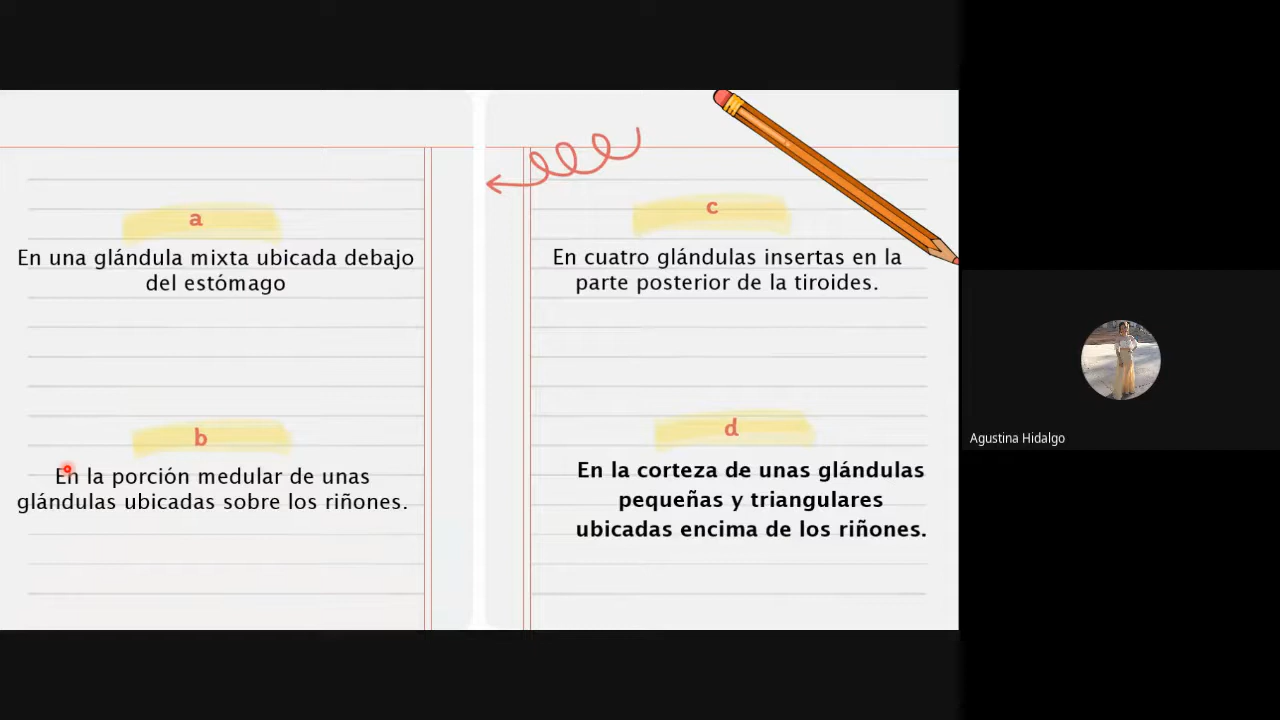 a
En una glándula mixta ubicada debajo
del estómago
b
En la porción medular de unas
glándulas ubicadas sobre los riñones.
c
En cuatro glándulas insertas en la
parte posterior de la tiroides.
d
En la corteza de unas glándulas
pequeñas y triangulares
ubicadas encima de los riñones.
Agustina Hidalgo